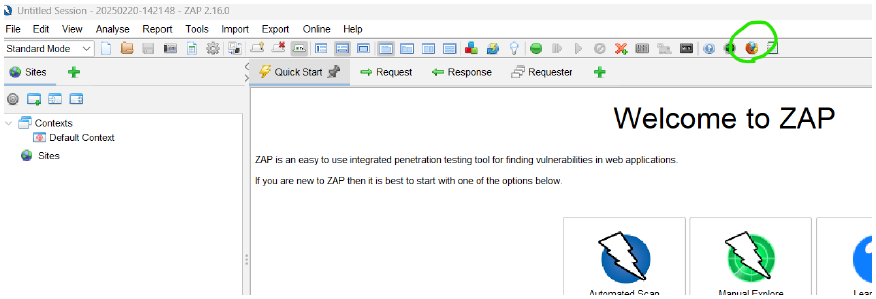 Untitled Session - 20250220-142148 - ZAP 2.16.0
File Edit View Analyse Report Tools Import Export Online Help
Standard Mode
Sites Quick Start Request Response Requester
Contexts
Default Context
Sites
Welcome to ZAP
ZAP is an easy to use integrated penetration testing tool for finding vulnerabilities in web applications.
If you are new to ZAP then it is best to start with one of the options below.
Automated Scan Manual Explore Lear